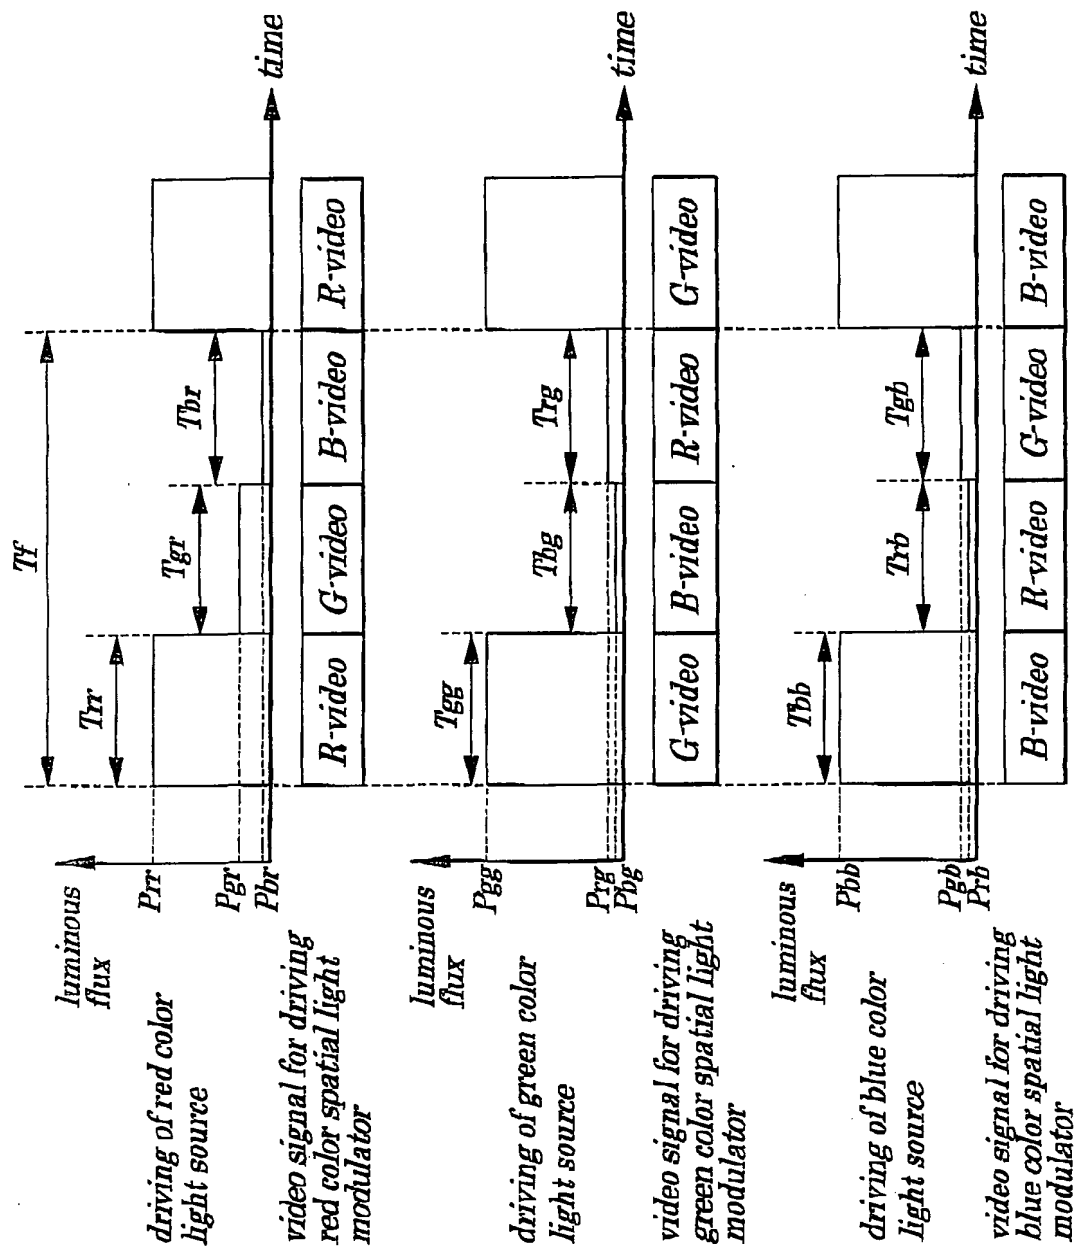 Tf
luminous
flux
Trr
Tgr
Tbr
Prr
Pgr
Pbr
time
driving of red color
light source
R-video
G-video
B-video
R-video
video signal for driving
red color spatial light
modulator
luminous
flux
Tgg
Tbg
Trg
Pgg
Prg
Pbg
time
driving of green color
light source
G-video
B-video
R-video
G-video
video signal for driving
green color spatial light
modulator
luminous
flux
Tbb
Trb
Tgb
Pbb
Pgb
Prb
time
driving of blue color
light source
B-video
R-video
G-video
B-video
video signal for driving
blue color spatial light
modulator